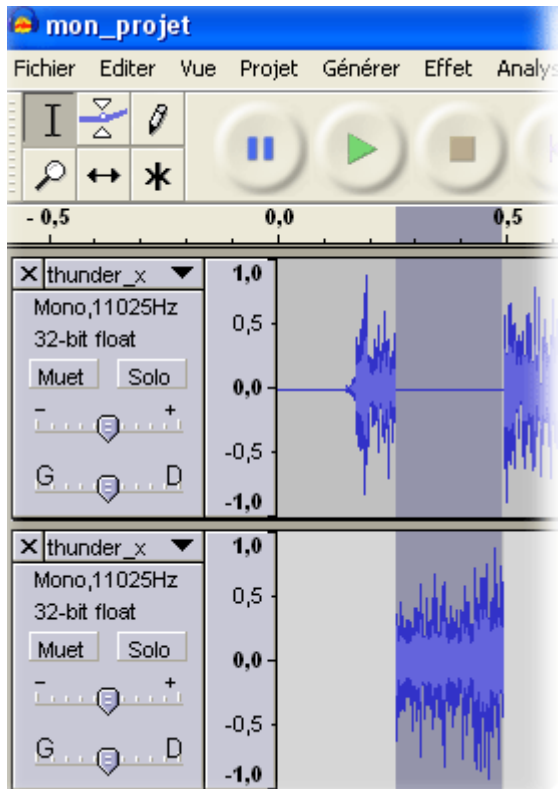 mon_projet
Fichier Editer Vue Projet Générer Effet Analys
- 0,5 0,0 0,5
thunder_x
Mono,11025Hz
32-bit float
Muet Solo
- +
G D
1,0
0,5
0,0
-0,5
-1,0
thunder_x
Mono,11025Hz
32-bit float
Muet Solo
- +
G D
1,0
0,5
0,0
-0,5
-1,0